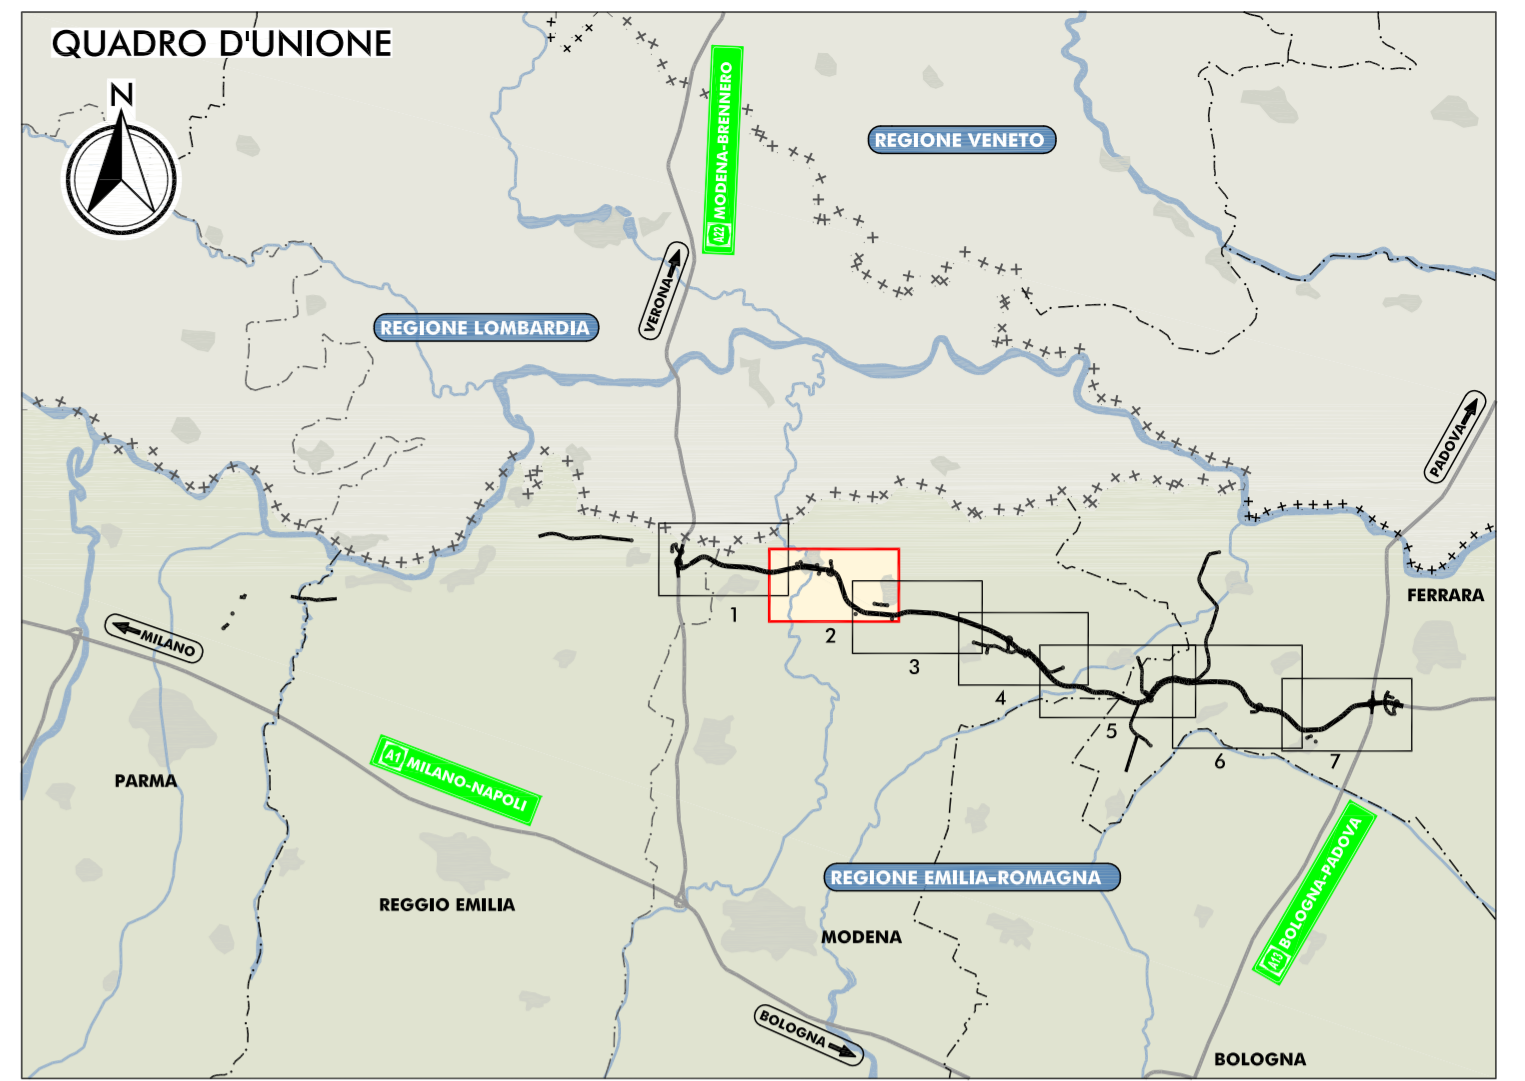 QUADRO D'UNIONE
N
A22 MODENA-BRENNERO
REGIONE VENETO
VERONA
REGIONE LOMBARDIA
PADOVA
FERRARA
MILANO
1
2
3
4
5
6
7
PARMA
A1 MILANO-NAPOLI
REGGIO EMILIA
REGIONE EMILIA-ROMAGNA
MODENA
A13 BOLOGNA-PADOVA
BOLOGNA
BOLOGNA